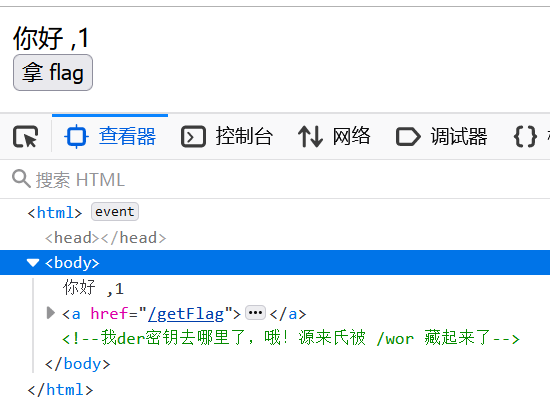 你好 ,1
拿 flag
查看器 控制台 网络 调试器
搜索 HTML
<html> event
<head></head>
<body>
你好 ,1
<a href="/getFlag"></a>
<!--我der密钥去哪里了，哦！源来氏被 /wor 藏起来了-->
</body>
</html>